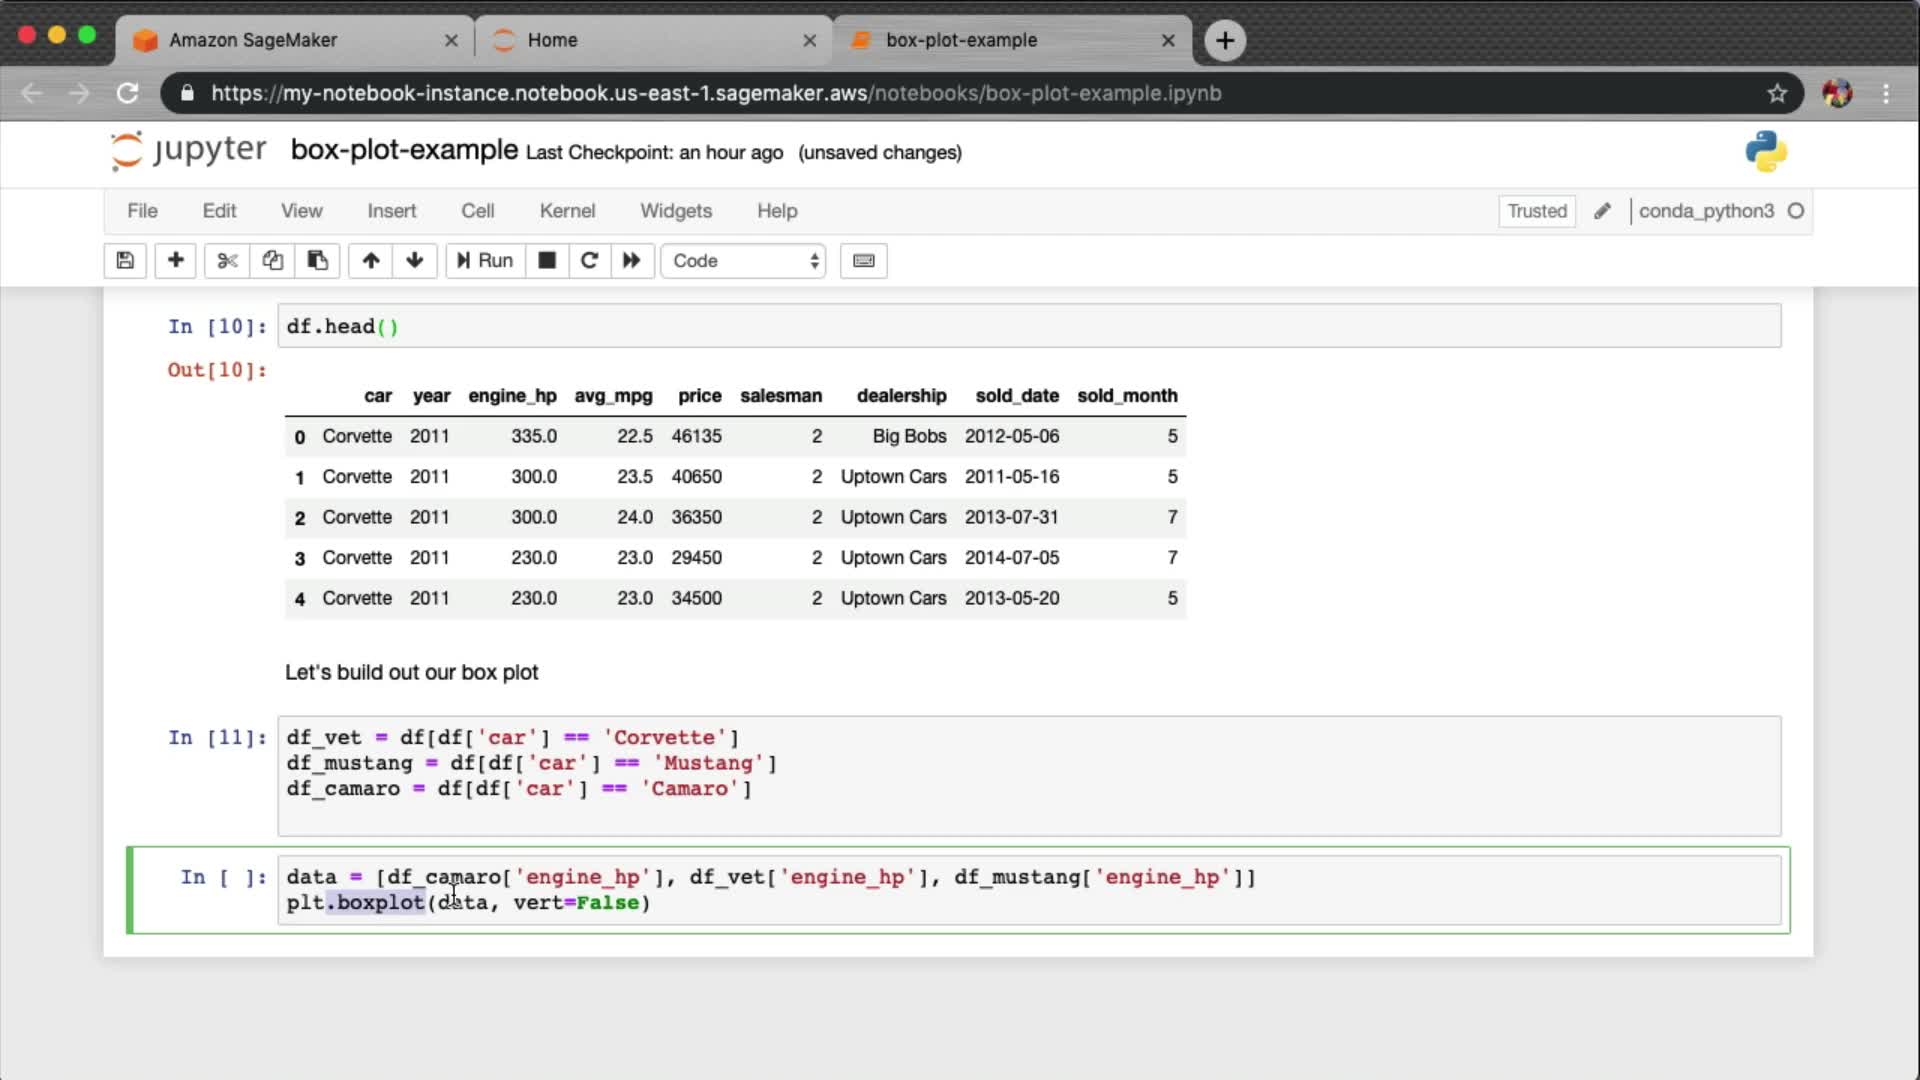 Amazon SageMaker
Home
box-plot-example
https://my-notebook-instance.notebook.us-east-1.sagemaker.aws/notebooks/box-plot-example.ipynb
jupyter box-plot-example Last Checkpoint: an hour ago (unsaved changes)
File Edit View Insert Cell Kernel Widgets Help Trusted conda_python3
Run Code
In [10]: df.head()
Out[10]:
car year engine_hp avg_mpg price salesman dealership sold_date sold_month
0 Corvette 2011 335.0 22.5 46135 2 Big Bobs 2012-05-06 5
1 Corvette 2011 300.0 23.5 40650 2 Uptown Cars 2011-05-16 5
2 Corvette 2011 300.0 24.0 36350 2 Uptown Cars 2013-07-31 7
3 Corvette 2011 230.0 23.0 29450 2 Uptown Cars 2014-07-05 7
4 Corvette 2011 230.0 23.0 34500 2 Uptown Cars 2013-05-20 5
Let's build out our box plot
In [11]: df_vet = df[df['car'] == 'Corvette']
df_mustang = df[df['car'] == 'Mustang']
df_camaro = df[df['car'] == 'Camaro']
In [ ]: data = [df_camaro['engine_hp'], df_vet['engine_hp'], df_mustang['engine_hp']]
plt.boxplot(data, vert=False)